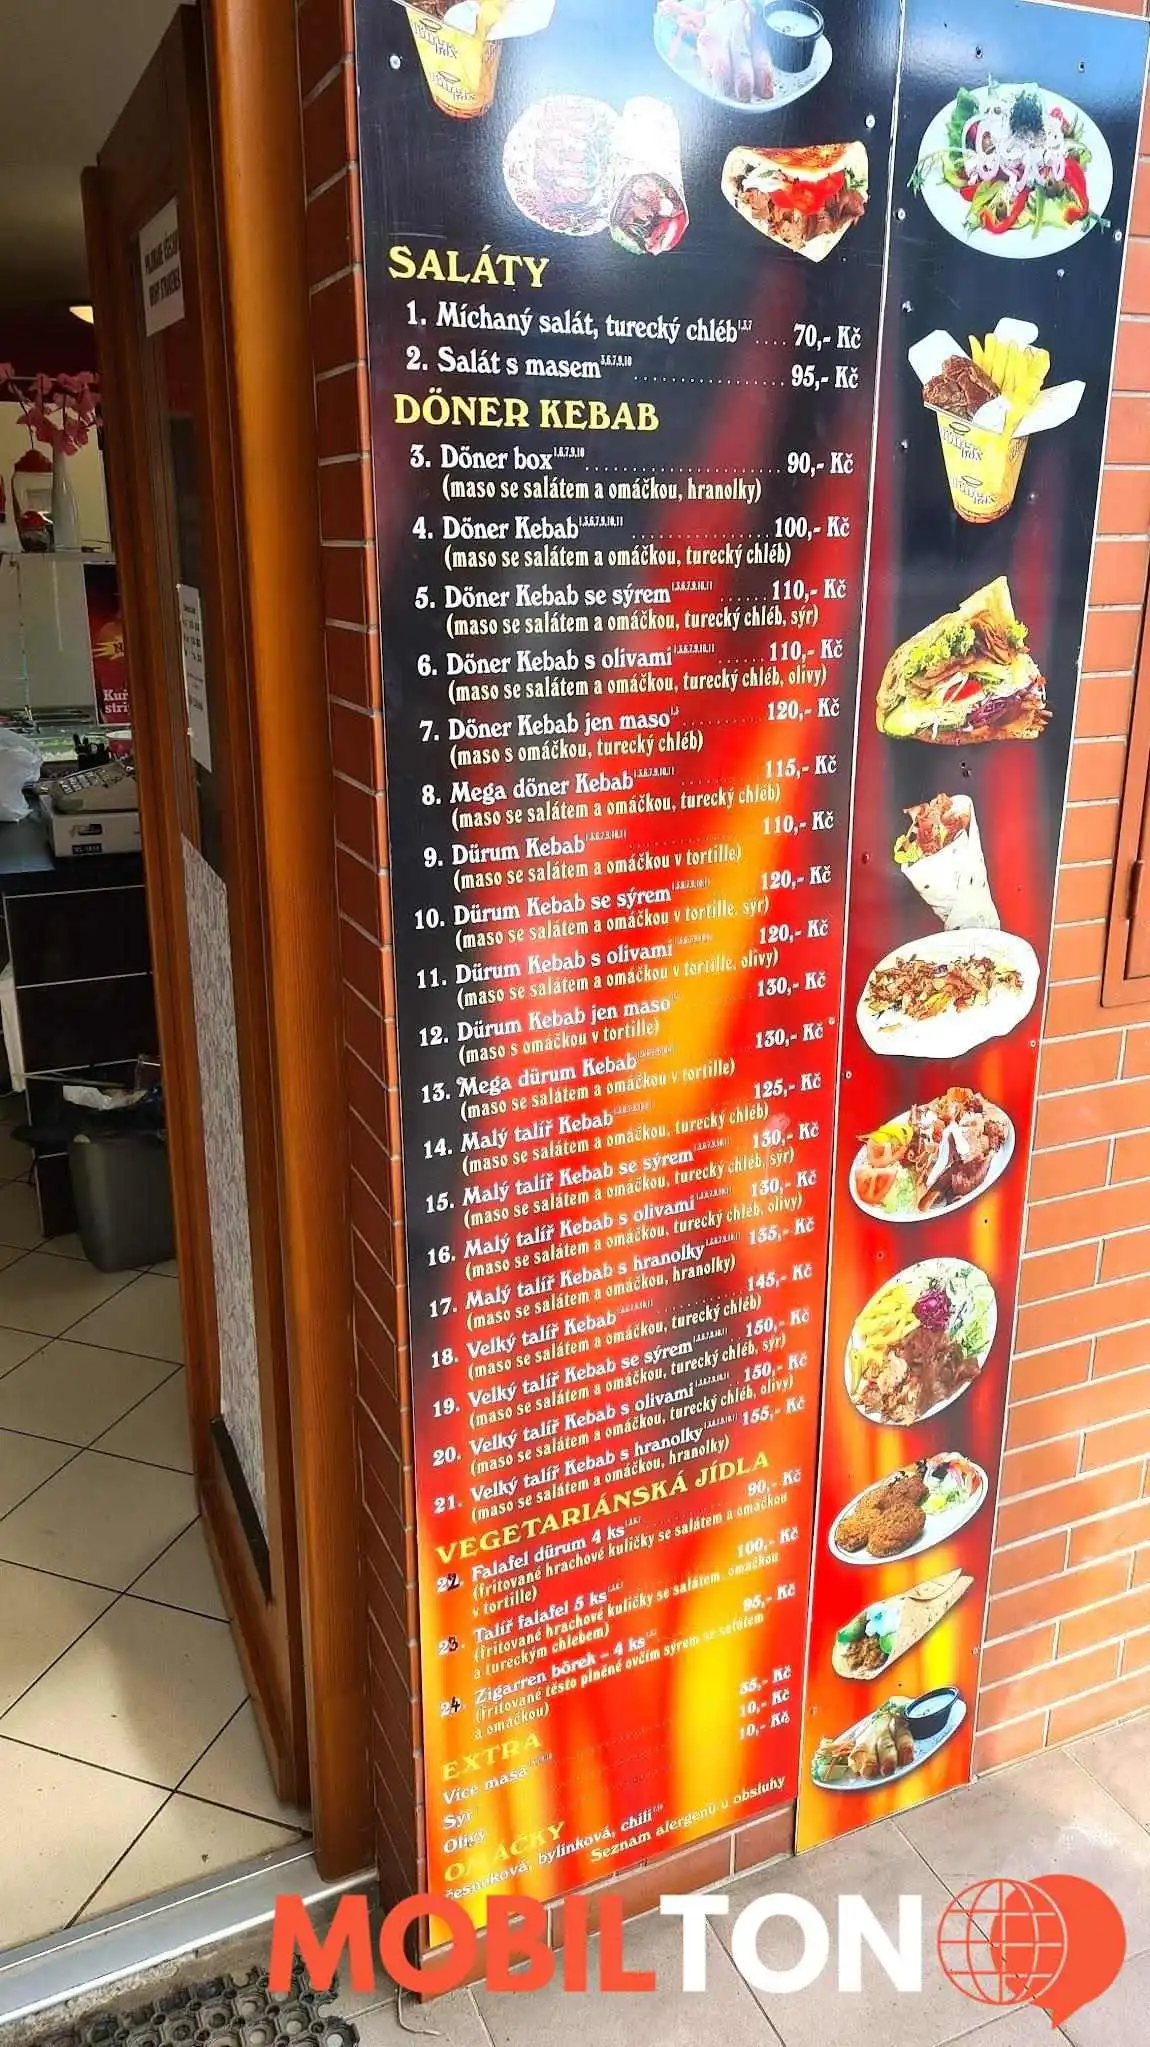 SALÁTY
1. Míchaný salát, turecký chléb 1,3,7 .... 70,- Kč
2. Salát s masem ................ 95,- Kč
DÖNER KEBAB
3. Döner box 1,6,7,9,10 ................ 90,- Kč
(maso se salátem a omáčkou, hranolky)
4. Döner Kebab ............ 100,- Kč
(maso se salátem a omáčkou, turecký chléb)
5. Döner Kebab se sýrem ...... 110,- Kč
(maso se salátem a omáčkou, turecký chléb, sýr)
6. Döner Kebab s olivami ...... 110,- Kč
(maso se salátem a omáčkou, turecký chléb, olivy)
7. Döner Kebab jen maso ........ 120,- Kč
(maso s omáčkou, turecký chléb)
8. Mega döner Kebab ........ 115,- Kč
(maso se salátem a omáčkou, turecký chléb)
9. Dürum Kebab ............ 110,- Kč
(maso se salátem a omáčkou v tortille)
10. Dürum Kebab se sýrem ...... 120,- Kč
(maso se salátem a omáčkou v tortille, sýr)
11. Dürum Kebab s olivami ...... 120,- Kč
(maso se salátem a omáčkou v tortille, olivy)
12. Dürum Kebab jen maso ........ 130,- Kč
(maso s omáčkou v tortille)
13. Mega dürum Kebab ........ 130,- Kč
(maso se salátem a omáčkou v tortille)
14. Malý talíř Kebab ........ 125,- Kč
(maso se salátem a omáčkou, turecký chléb)
15. Malý talíř Kebab se sýrem ... 130,- Kč
(maso se salátem a omáčkou, turecký chléb, sýr)
16. Malý talíř Kebab s olivami ... 130,- Kč
(maso se salátem a omáčkou, turecký chléb, olivy)
17. Malý talíř Kebab s hranolky ... 135,- Kč
(maso se salátem a omáčkou, hranolky)
18. Velký talíř Kebab ........ 145,- Kč
(maso se salátem a omáčkou, turecký chléb)
19. Velký talíř Kebab se sýrem ... 150,- Kč
(maso se salátem a omáčkou, turecký chléb, sýr)
20. Velký talíř Kebab s olivami ... 150,- Kč
(maso se salátem a omáčkou, turecký chléb, olivy)
21. Velký talíř Kebab s hranolky ... 155,- Kč
(maso se salátem a omáčkou, hranolky)
VEGETARIÁNSKÁ JÍDLA
22. Falafel dürum 4 ks ........ 90,- Kč
(fritované hrachové kuličky se salátem a omáčkou
v tortille)
23. Talíř falafel 5 ks ........ 100,- Kč
(fritované hrachové kuličky se salátem, omáčkou
a tureckým chlebem)
24. Zigarren börek – 4 ks ........ 95,- Kč
(fritované těsto plněné ovčím sýrem se salátem
a omáčkou)
EXTRA
Více masa ........ 35,- Kč
Sýr ........ 10,- Kč
Olivy ........ 10,- Kč
OMÁČKY
česneková, bylinková, chili
Seznam alergenů u obsluhy
MOBILTON